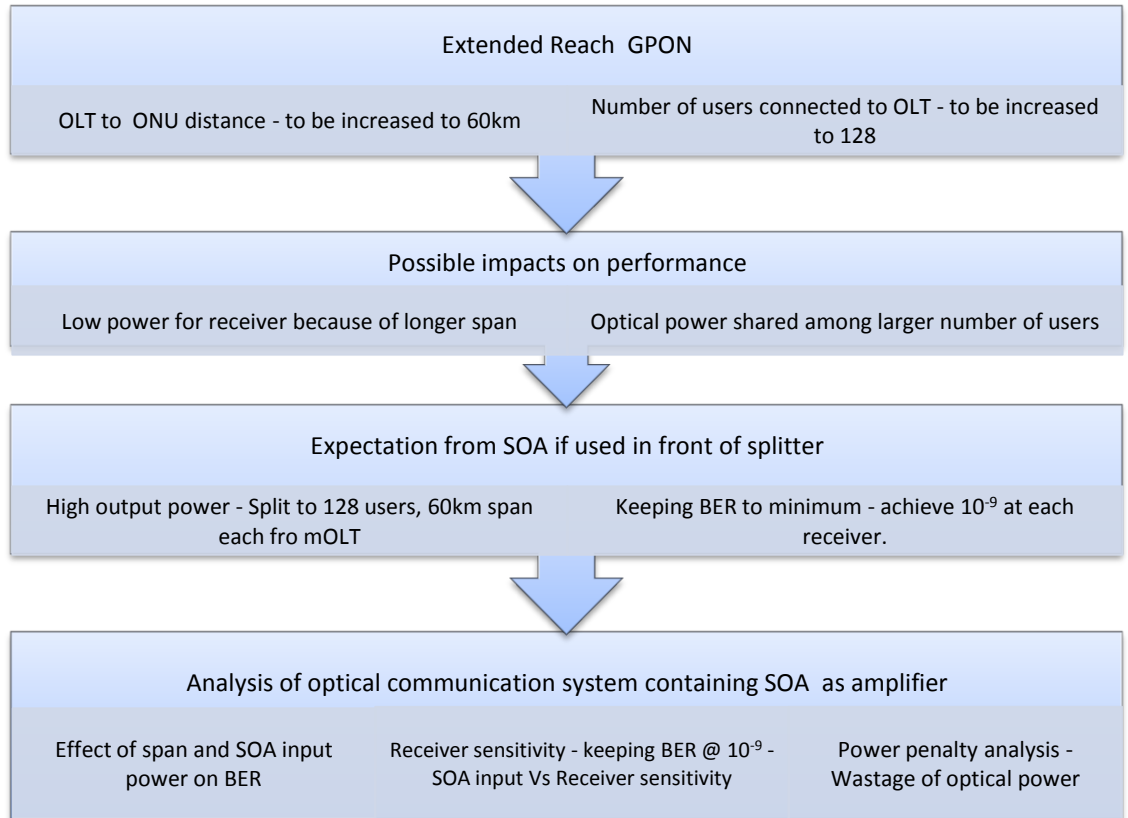 Extended Reach GPON
OLT to ONU distance - to be increased to 60km
Number of users connected to OLT - to be increased
to 128
Possible impacts on performance
Low power for receiver because of longer span
Optical power shared among larger number of users
Expectation from SOA if used in front of splitter
High output power - Split to 128 users, 60km span
each fro mOLT
Keeping BER to minimum - achieve 10⁻⁹ at each
receiver.
Analysis of optical communication system containing SOA as amplifier
Effect of span and SOA input
power on BER
Receiver sensitivity - keeping BER @ 10⁻⁹ -
SOA input Vs Receiver sensitivity
Power penalty analysis -
Wastage of optical power